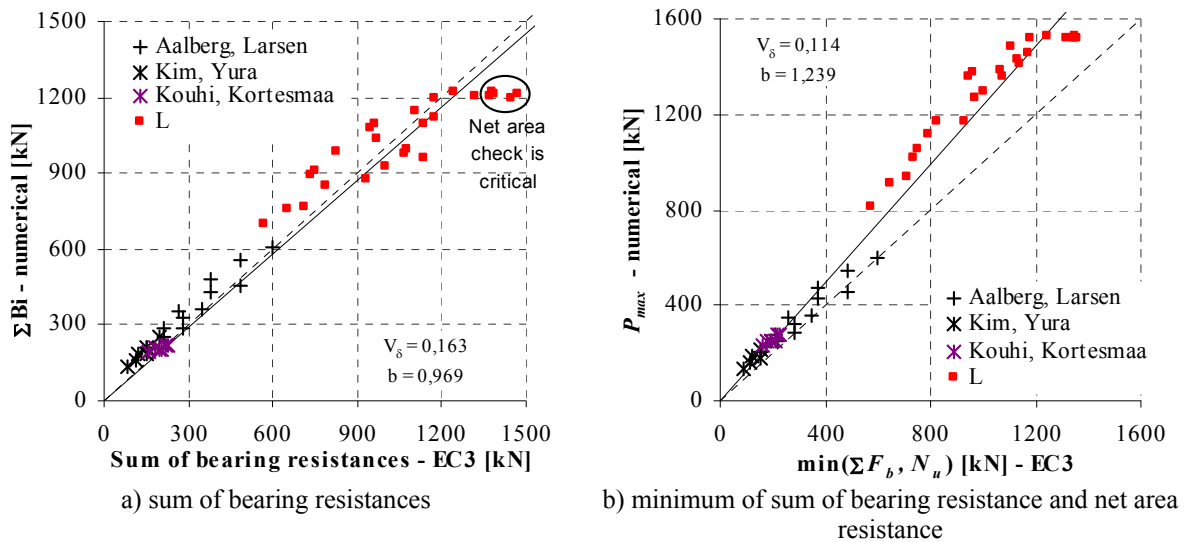 1500
1200
900
600
300
0
ΣBi - numerical [kN]
Aalberg, Larsen
Kim, Yura
Kouhi, Kortesmaa
L
Net area
check is
critical
Vδ = 0,163
b = 0,969
0 300 600 900 1200 1500
Sum of bearing resistances - EC3 [kN]
a) sum of bearing resistances
1600
1200
800
400
0
Pmax - numerical [kN]
Vδ = 0,114
b = 1,239
Aalberg, Larsen
Kim, Yura
Kouhi, Kortesmaa
L
0 400 800 1200 1600
min(ΣFb, Nu) [kN] - EC3
b) minimum of sum of bearing resistance and net area
resistance